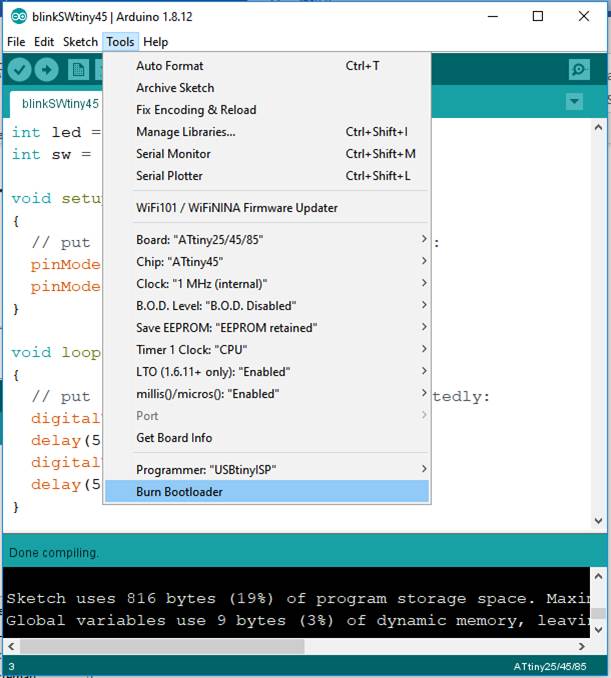 blinkSWtiny45 | Arduino 1.8.12
File Edit Sketch Tools Help
blinkSWtiny45
int led =
int sw =
void setu
{
// put :
pinMode
pinMode
}
void loop
{
// put tedly:
digital
delay(5
digital
delay(5
}
Auto Format Ctrl+T
Archive Sketch
Fix Encoding & Reload
Manage Libraries... Ctrl+Shift+I
Serial Monitor Ctrl+Shift+M
Serial Plotter Ctrl+Shift+L
WiFi101 / WiFiNINA Firmware Updater
Board: "ATtiny25/45/85"
Chip: "ATtiny45"
Clock: "1 MHz (internal)"
B.O.D. Level: "B.O.D. Disabled"
Save EEPROM: "EEPROM retained"
Timer 1 Clock: "CPU"
LTO (1.6.11+ only): "Enabled"
millis()/micros(): "Enabled"
Port
Get Board Info
Programmer: "USBtinyISP"
Burn Bootloader
Done compiling.
Sketch uses 816 bytes (19%) of program storage space. Maxim
Global variables use 9 bytes (3%) of dynamic memory, leavin
3 ATtiny25/45/85